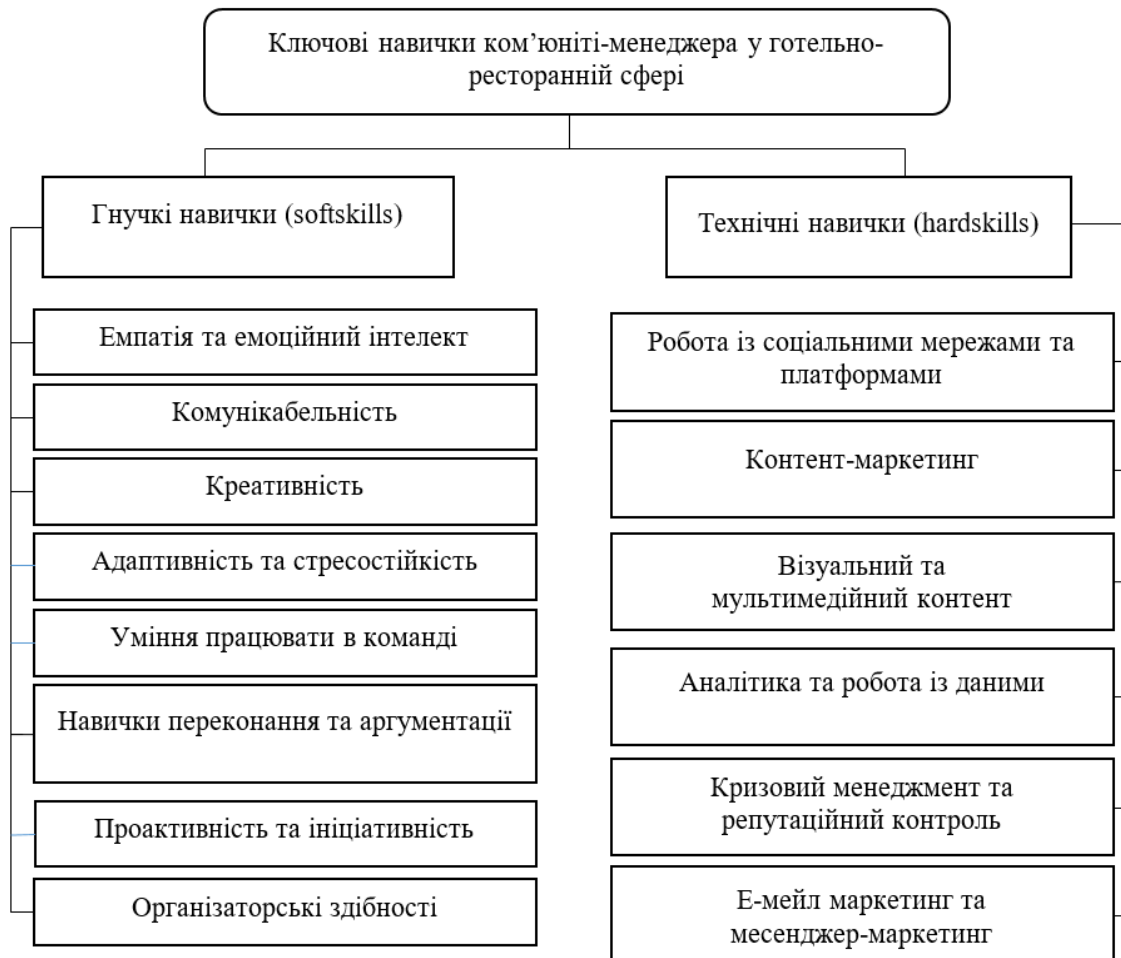 Ключові навички ком’юніті-менеджера у готельно-
ресторанній сфері
Гнучкі навички (softskills)
Технічні навички (hardskills)
Емпатія та емоційний інтелект
Комунікабельність
Креативність
Адаптивність та стресостійкість
Уміння працювати в команді
Навички переконання та аргументації
Проактивність та ініціативність
Організаторські здібності
Робота із соціальними мережами та
платформами
Контент-маркетинг
Візуальний та
мультимедійний контент
Аналітика та робота із даними
Кризовий менеджмент та
репутаційний контроль
Е-мейл маркетинг та
месенджер-маркетинг